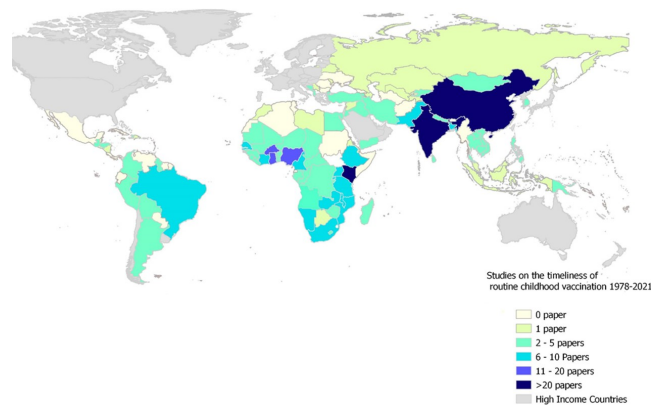 Studies on the timeliness of
routine childhood vaccination 1978-2021
0 paper
1 paper
2 - 5 papers
6 - 10 Papers
11 - 20 papers
>20 papers
High Income Countries